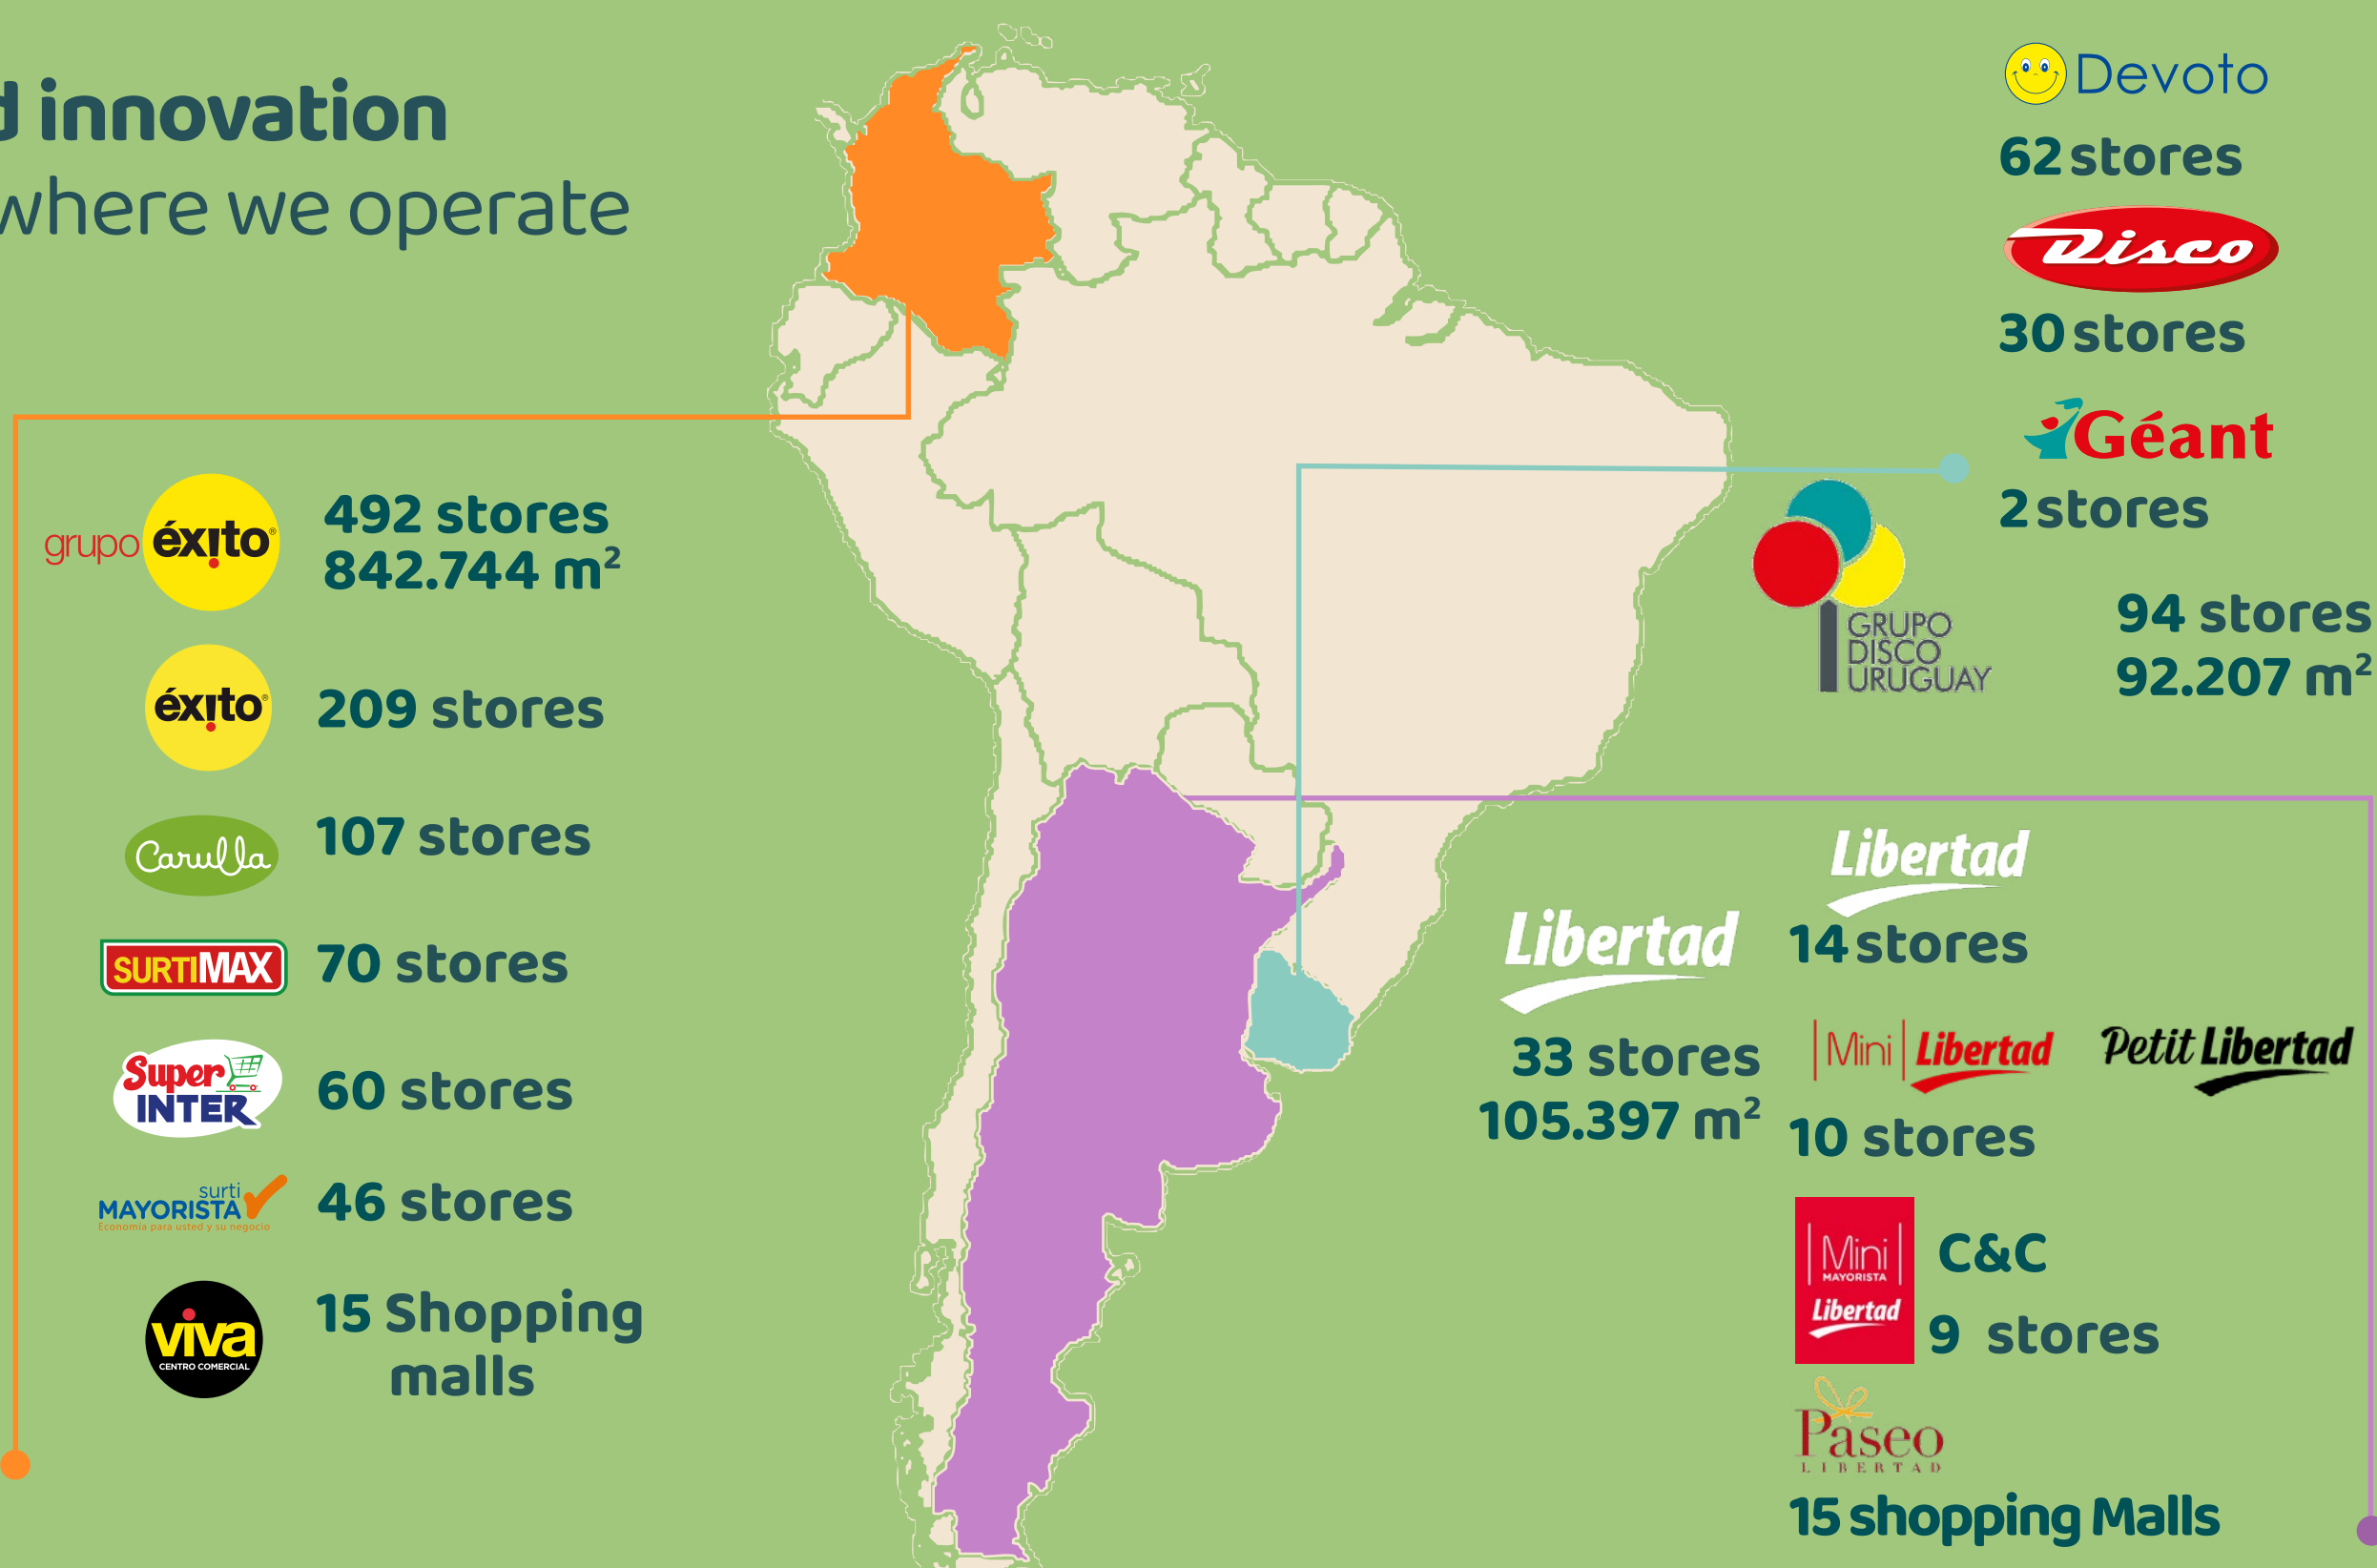 d innovation
where we operate
grupo éxito®
492 stores
842.744 m²
éxito®
209 stores
Carulla
107 stores
SURTIMAX
70 stores
Super
INTER
60 stores
surti
MAYORISTA
Economía para usted y su negocio
46 stores
viva
CENTRO COMERCIAL
15 Shopping
malls
Devoto
62 stores
Disco
30 stores
Géant
2 stores
GRUPO
DISCO
URUGUAY
94 stores
92.207 m²
Libertad
33 stores
105.397 m²
Libertad
14 stores
Mini Libertad
Petit Libertad
10 stores
Mini
MAYORISTA
Libertad
C&C
9 stores
Paseo
LIBERTAD
15 shopping Malls